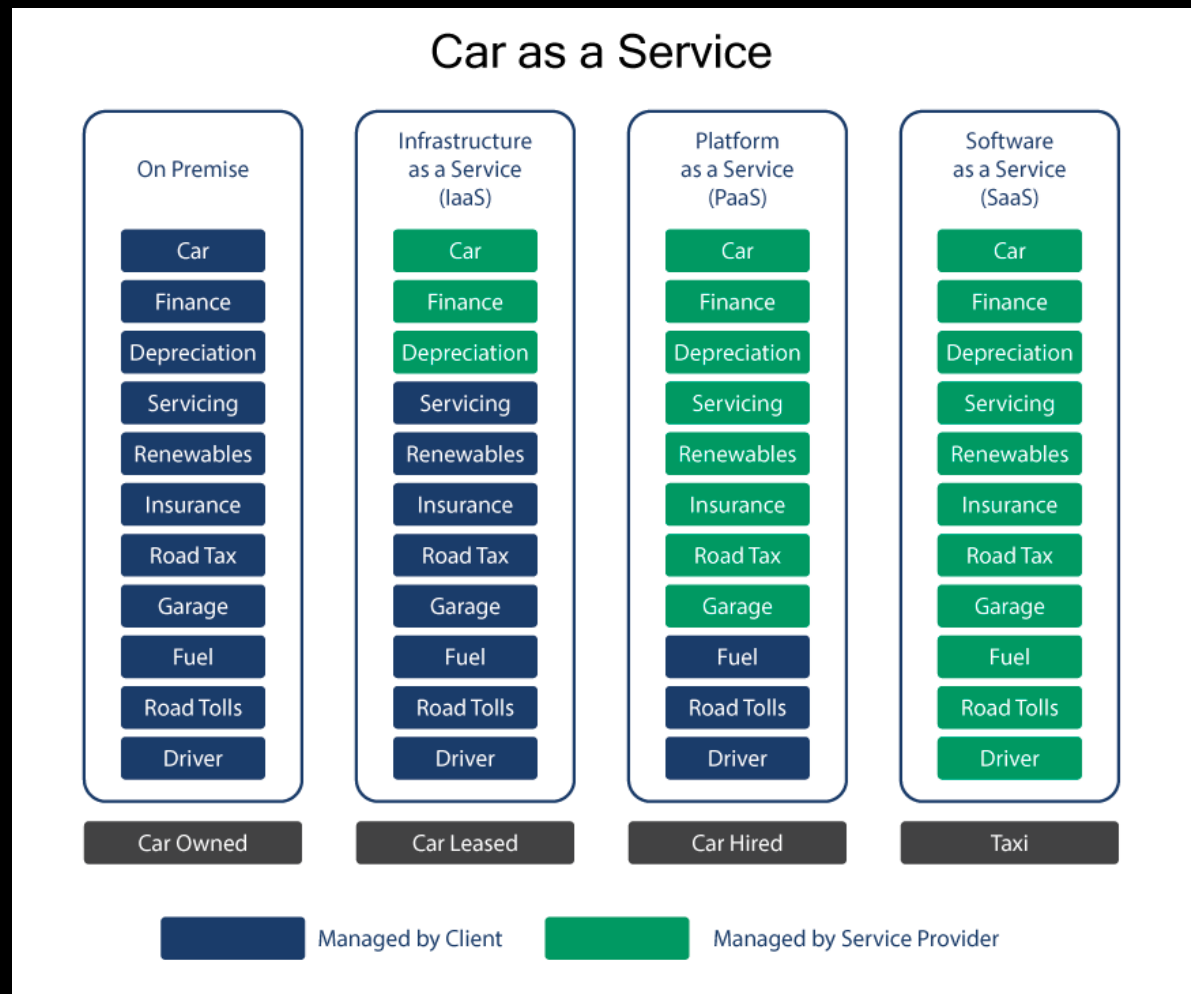 Car as a Service
On Premise
Car
Finance
Depreciation
Servicing
Renewables
Insurance
Road Tax
Garage
Fuel
Road Tolls
Driver
Car Owned
Infrastructure
as a Service
(IaaS)
Car
Finance
Depreciation
Servicing
Renewables
Insurance
Road Tax
Garage
Fuel
Road Tolls
Driver
Car Leased
Platform
as a Service
(PaaS)
Car
Finance
Depreciation
Servicing
Renewables
Insurance
Road Tax
Garage
Fuel
Road Tolls
Driver
Car Hired
Software
as a Service
(SaaS)
Car
Finance
Depreciation
Servicing
Renewables
Insurance
Road Tax
Garage
Fuel
Road Tolls
Driver
Taxi
Managed by Client
Managed by Service Provider